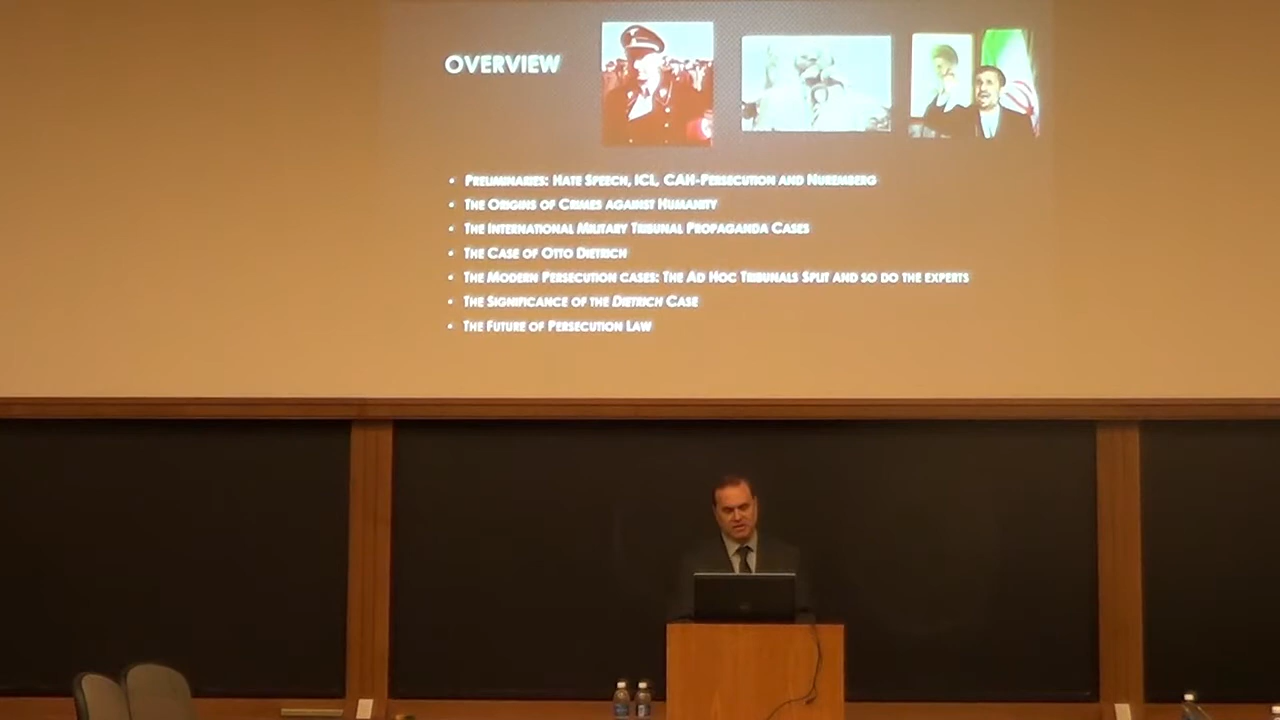 OVERVIEW
• PRELIMINARIES: HATE SPEECH, ICL, CAH-PERSECUTION AND NUREMBERG
• THE ORIGINS OF CRIMES AGAINST HUMANITY
• THE INTERNATIONAL MILITARY TRIBUNAL PROPAGANDA CASES
• THE CASE OF OTTO DIETRICH
• THE MODERN PERSECUTION CASES: THE AD HOC TRIBUNALS SPLIT AND SO DO THE EXPERTS
• THE SIGNIFICANCE OF THE DIETRICH CASE
• THE FUTURE OF PERSECUTION LAW